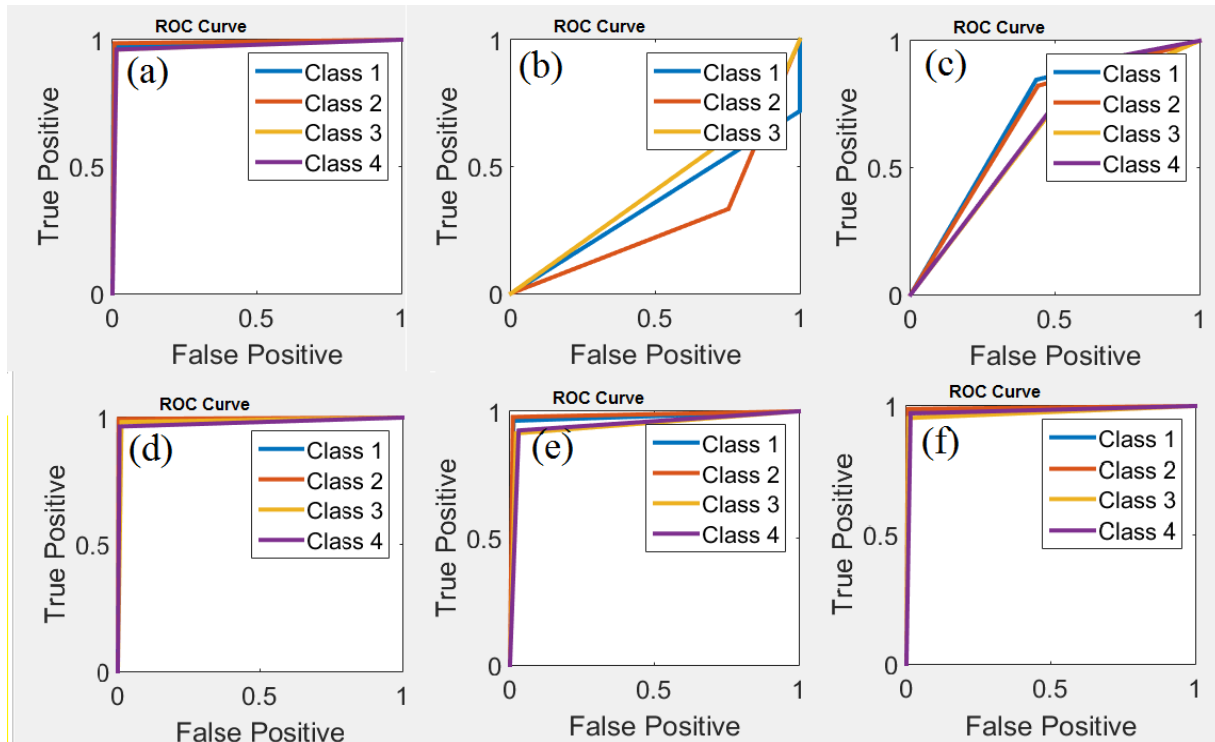 ROC Curve
(a)
Class 1
Class 2
Class 3
Class 4
True Positive
1
0.5
0
0
0.5
1
False Positive
ROC Curve
(b)
Class 1
Class 2
Class 3
True Positive
1
0.5
0
0
0.5
1
False Positive
ROC Curve
(c)
Class 1
Class 2
Class 3
Class 4
True Positive
1
0.5
0
0
0.5
1
False Positive
ROC Curve
(d)
Class 1
Class 2
Class 3
Class 4
True Positive
1
0.5
0
0
0.5
1
False Positive
ROC Curve
(e)
Class 1
Class 2
Class 3
Class 4
True Positive
1
0.5
0
0
0.5
1
False Positive
ROC Curve
(f)
Class 1
Class 2
Class 3
Class 4
True Positive
1
0.5
0
0
0.5
1
False Positive